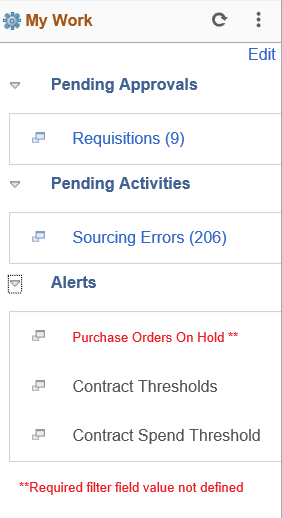 My Work
Edit
Pending Approvals
Requisitions (9)
Pending Activities
Sourcing Errors (206)
Alerts
Purchase Orders On Hold **
Contract Thresholds
Contract Spend Threshold
**Required filter field value not defined